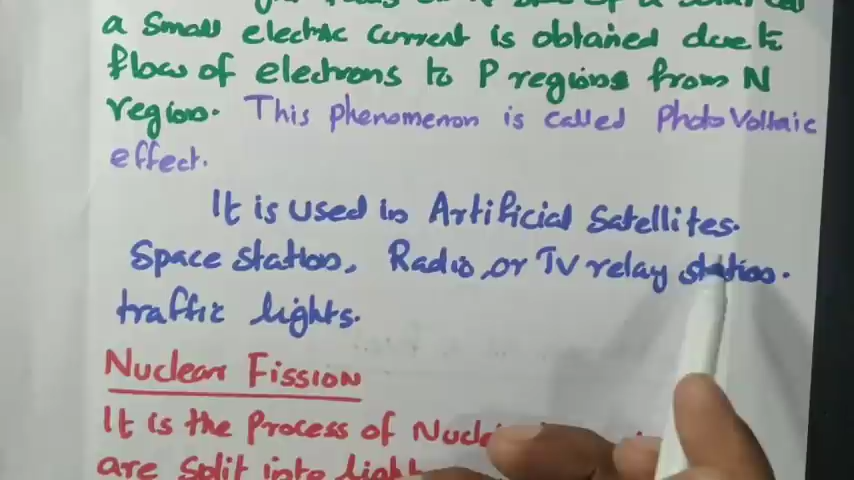 a small electric current is obtained due to
flow of electrons to P regions from N
region. This phenomenon is called Photo Voltaic
effect.
It is used in Artificial Satellites.
Space station, Radio or TV relay station.
traffic lights.
Nuclear Fission
It is the Process of
are split into light